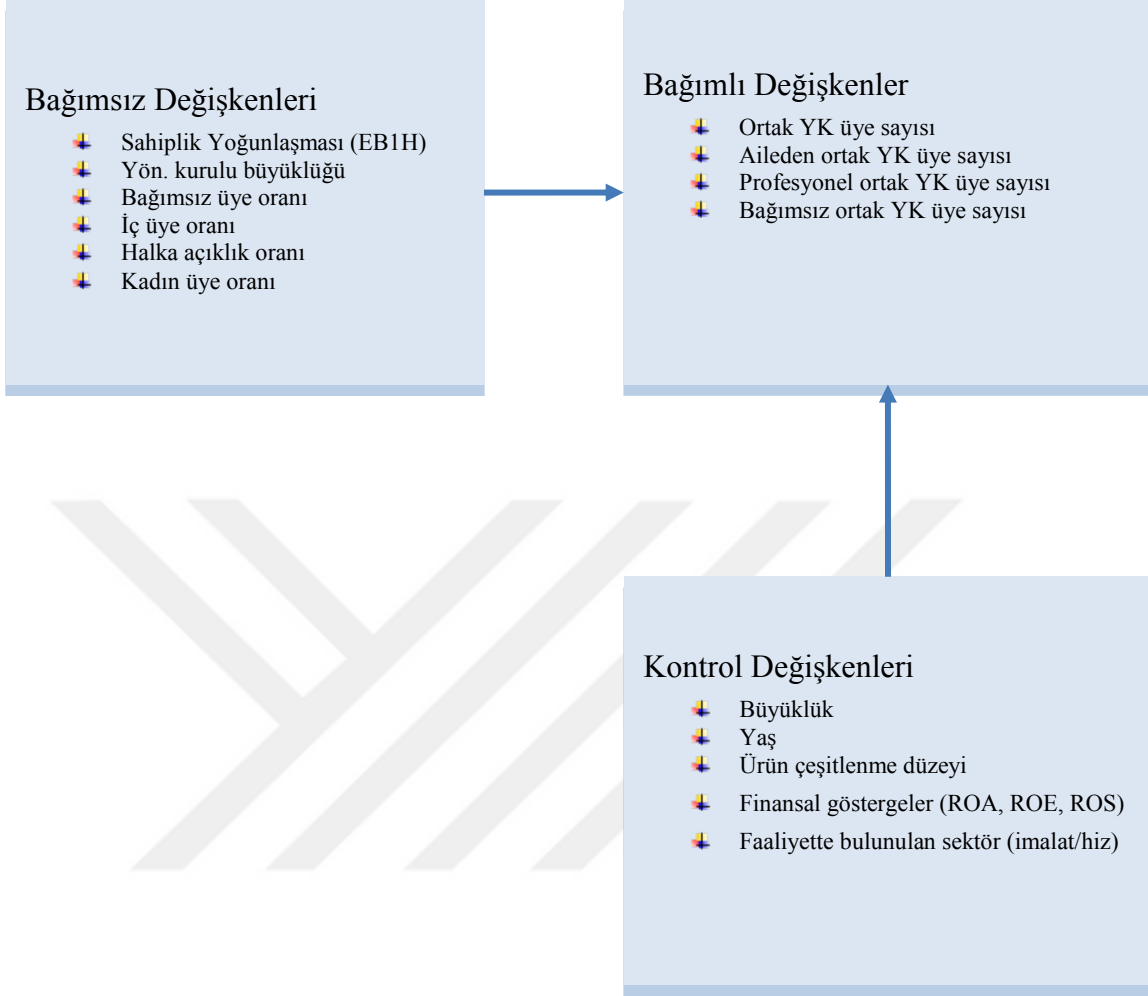 Bağımsız Değişkenleri
Sahiplik Yoğunlaşması (EB1H)
Yön. kurulu büyüklüğü
Bağımsız üye oranı
İç üye oranı
Halka açıklık oranı
Kadın üye oranı
Bağımlı Değişkenler
Ortak YK üye sayısı
Aileden ortak YK üye sayısı
Profesyonel ortak YK üye sayısı
Bağımsız ortak YK üye sayısı
Kontrol Değişkenleri
Büyüklük
Yaş
Ürün çeşitlenme düzeyi
Finansal göstergeler (ROA, ROE, ROS)
Faaliyette bulunulan sektör (imalat/hiz)